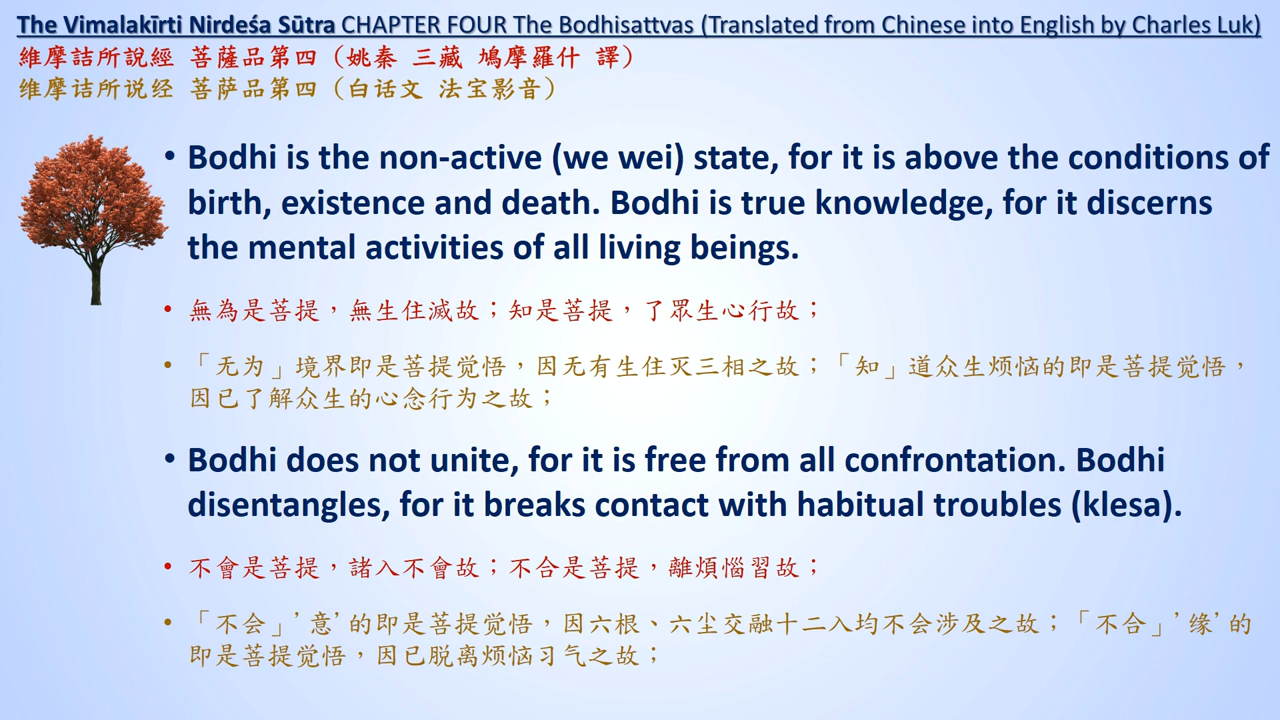 The Vimalakīrti Nirdeśa Sūtra CHAPTER FOUR The Bodhisattvas (Translated from Chinese into English by Charles Luk)
維摩詰所說經 菩薩品第四 (姚秦 三藏 鳩摩羅什 譯)
维摩诘所说经 菩萨品第四 (白话文 法宝影音)
• Bodhi is the non-active (we wei) state, for it is above the conditions of
birth, existence and death. Bodhi is true knowledge, for it discerns
the mental activities of all living beings.
• 無為是菩提，無生住滅故；知是菩提，了眾生心行故；
• 「无为」境界即是菩提觉悟，因无有生住灭三相之故；「知」道众生烦恼的即是菩提觉悟，
因已了解众生的心念行为之故；
• Bodhi does not unite, for it is free from all confrontation. Bodhi
disentangles, for it breaks contact with habitual troubles (klesa).
• 不會是菩提，諸入不會故；不合是菩提，離煩惱習故；
• 「不会」'意'的即是菩提觉悟，因六根、六尘交融十二入均不会涉及之故；「不合」'缘'的
即是菩提觉悟，因已脱离烦恼习气之故；